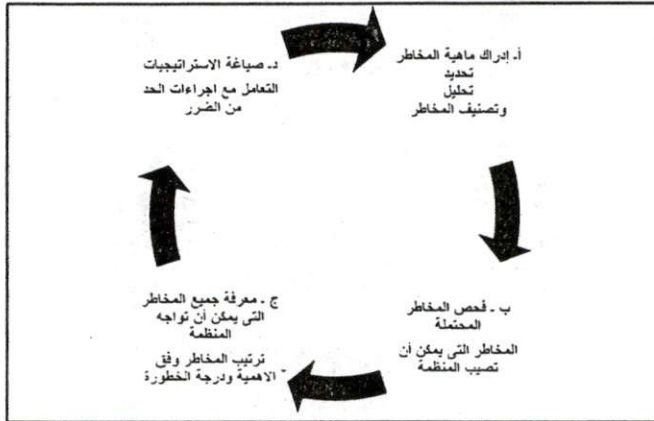 أ. إدراك ماهية المخاطر
تحديد
تحليل
وتصنيف المخاطر
ب . فحص المخاطر
المحتملة
المخاطر التى يمكن أن
تصيب المنظمة
ج . معرفة جميع المخاطر
التى يمكن أن تواجه
المنظمة
ترتيب المخاطر وفق
الاهمية ودرجة الخطورة
د. صياغة الاستراتيجيات
التعامل مع اجراءات الحد
من الضرر